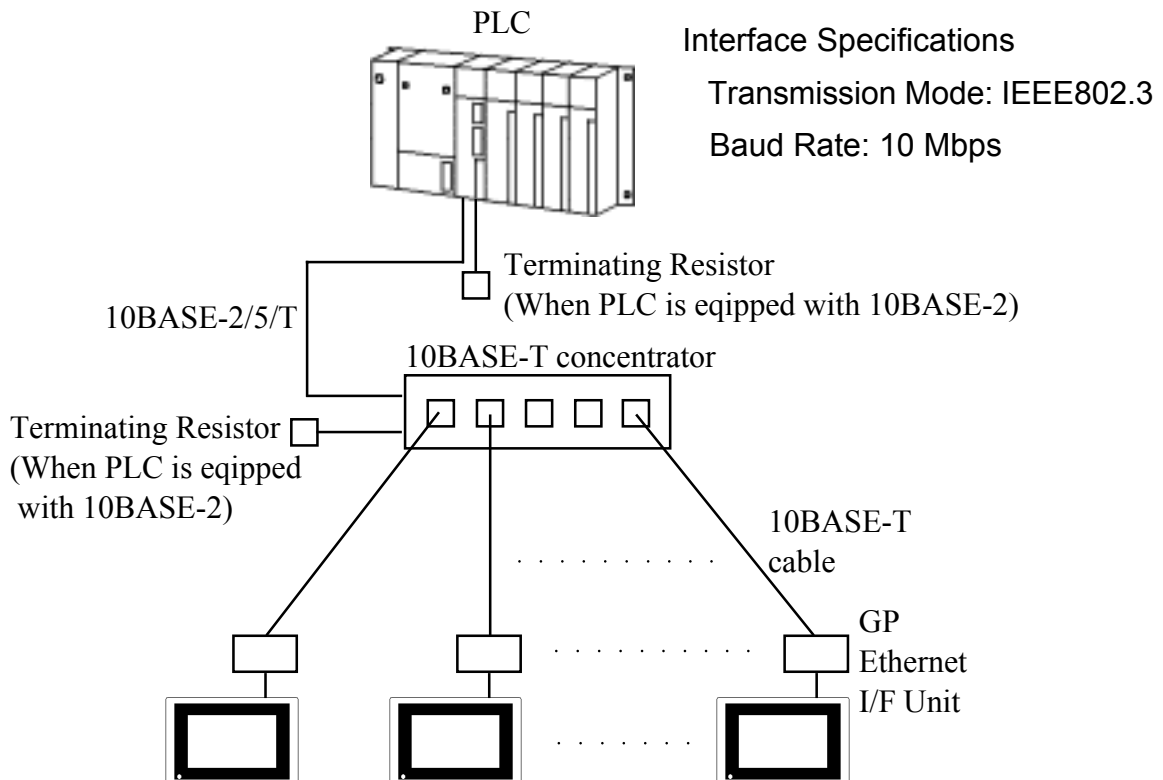 PLC
Interface Specifications
Transmission Mode: IEEE802.3
Baud Rate: 10 Mbps
Terminating Resistor
(When PLC is eqipped with 10BASE-2)
10BASE-2/5/T
10BASE-T concentrator
Terminating Resistor
(When PLC is eqipped
with 10BASE-2)
10BASE-T
cable
GP
Ethernet
I/F Unit